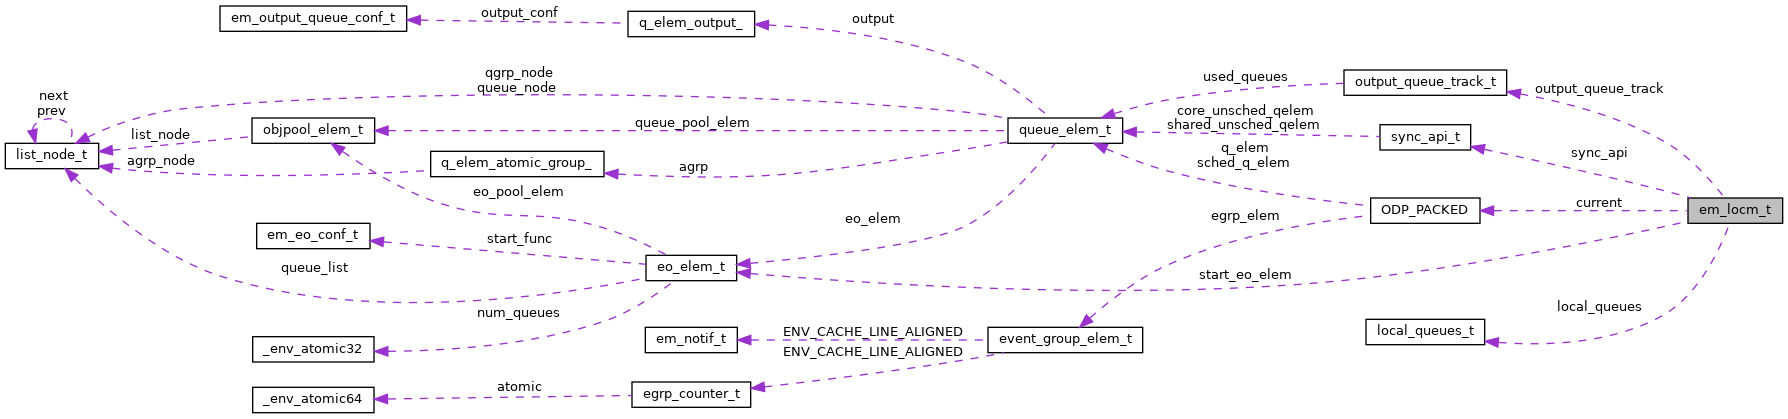 em_output_queue_conf_t
output_conf
q_elem_output_
output
qgrp_node
queue_node
used_queues
output_queue_track_t
output_queue_track
next
prev
list_node
objpool_elem_t
queue_pool_elem
queue_elem_t
core_unsched_qelem
shared_unsched_qelem
sync_api_t
sync_api
list_node_t
agrp_node
q_elem_atomic_group_
agrp
q_elem
sched_q_elem
eo_pool_elem
eo_elem
egrp_elem
ODP_PACKED
current
em_locm_t
em_eo_conf_t
start_func
queue_list
eo_elem_t
start_eo_elem
num_queues
local_queues
_env_atomic32
em_notif_t
ENV_CACHE_LINE_ALIGNED
ENV_CACHE_LINE_ALIGNED
event_group_elem_t
local_queues_t
_env_atomic64
atomic
egrp_counter_t